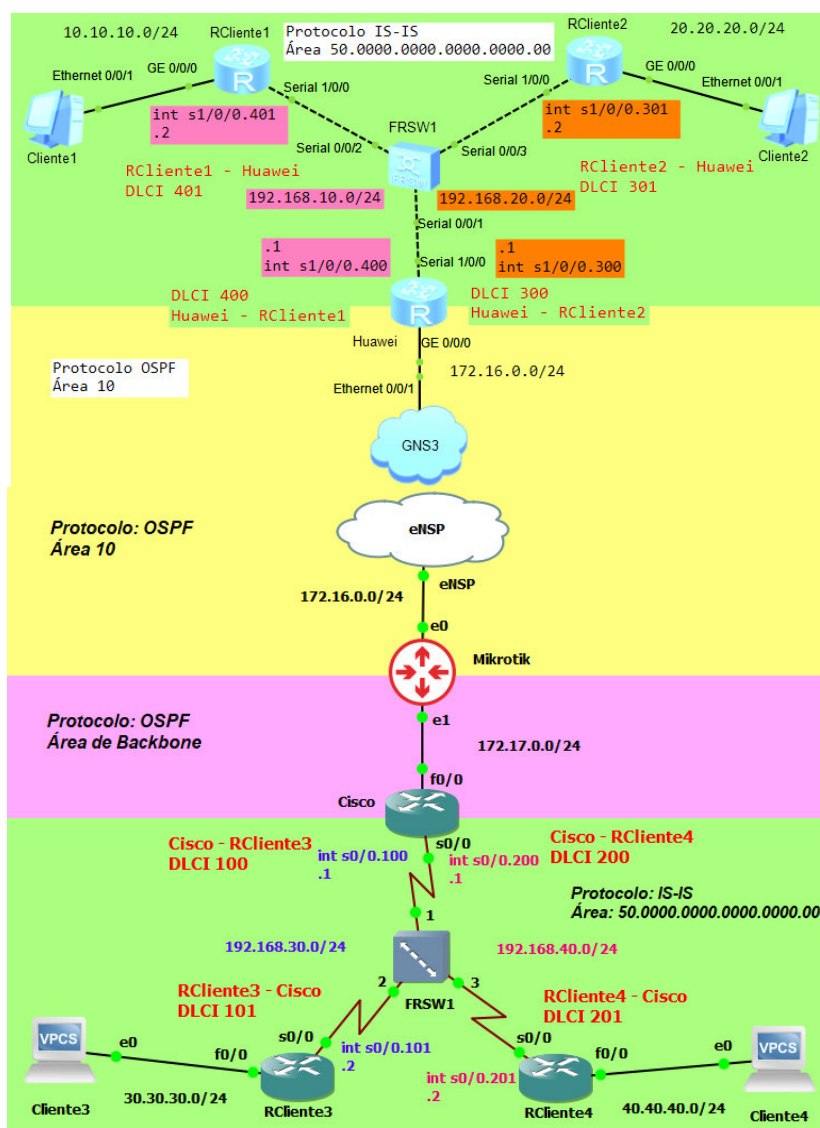 10.10.10.0/24
RCliente1
Protocolo IS-IS
Área 50.0000.0000.0000.0000.00
RCliente2
20.20.20.0/24
Ethernet 0/0/1
GE 0/0/0
R
Serial 1/0/0
Serial 1/0/0
R
GE 0/0/0
Ethernet 0/0/1
int s1/0/0.401
.2
int s1/0/0.301
.2
Cliente1
FRSW1
Cliente2
Serial 0/0/2
Serial 0/0/3
FRSW
RCliente1 - Huawei
DLCI 401
RCliente2 - Huawei
DLCI 301
192.168.10.0/24
192.168.20.0/24
Serial 0/0/1
.1
int s1/0/0.400
Serial 1/0/0
.1
int s1/0/0.300
R
DLCI 400
Huawei - RCliente1
DLCI 300
Huawei - RCliente2
Huawei
GE 0/0/0
Protocolo OSPF
Área 10
172.16.0.0/24
Ethernet 0/0/1
GNS3
Protocolo: OSPF
Área 10
eNSP
eNSP
172.16.0.0/24
e0
Mikrotik
Protocolo: OSPF
Área de Backbone
e1
172.17.0.0/24
f0/0
Cisco
Cisco - RCliente3
DLCI 100
s0/0
Cisco - RCliente4
DLCI 200
int s0/0.100
.1
int s0/0.200
.1
Protocolo: IS-IS
Área: 50.0000.0000.0000.0000.00
1
192.168.30.0/24
192.168.40.0/24
2
3
FRSW1
RCliente3 - Cisco
DLCI 101
RCliente4 - Cisco
DLCI 201
VPCS
e0
s0/0
f0/0
int s0/0.101
.2
s0/0
f0/0
e0
VPCS
int s0/0.201
.2
Cliente3
30.30.30.0/24
RCliente3
RCliente4
40.40.40.0/24
Cliente4